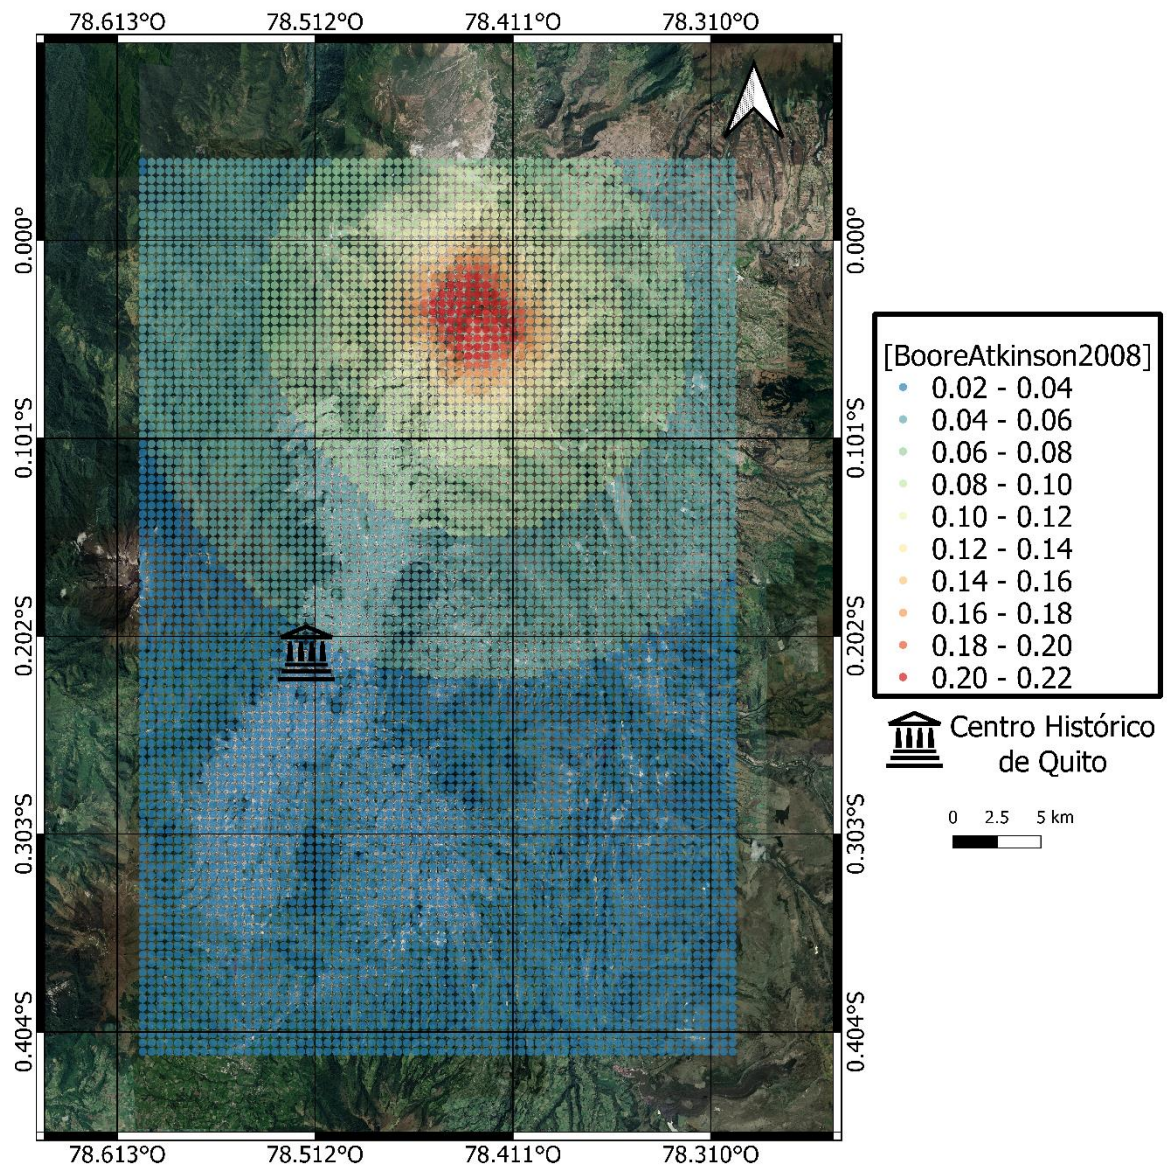 78.613°O 78.512°O 78.411°O 78.310°O
0.000° 0.000°
0.101°S 0.101°S
0.202°S 0.202°S
0.303°S 0.303°S
0.404°S 0.404°S
78.613°O 78.512°O 78.411°O 78.310°O
[BooreAtkinson2008]
0.02 - 0.04
0.04 - 0.06
0.06 - 0.08
0.08 - 0.10
0.10 - 0.12
0.12 - 0.14
0.14 - 0.16
0.16 - 0.18
0.18 - 0.20
0.20 - 0.22
Centro Histórico
de Quito
0 2.5 5 km